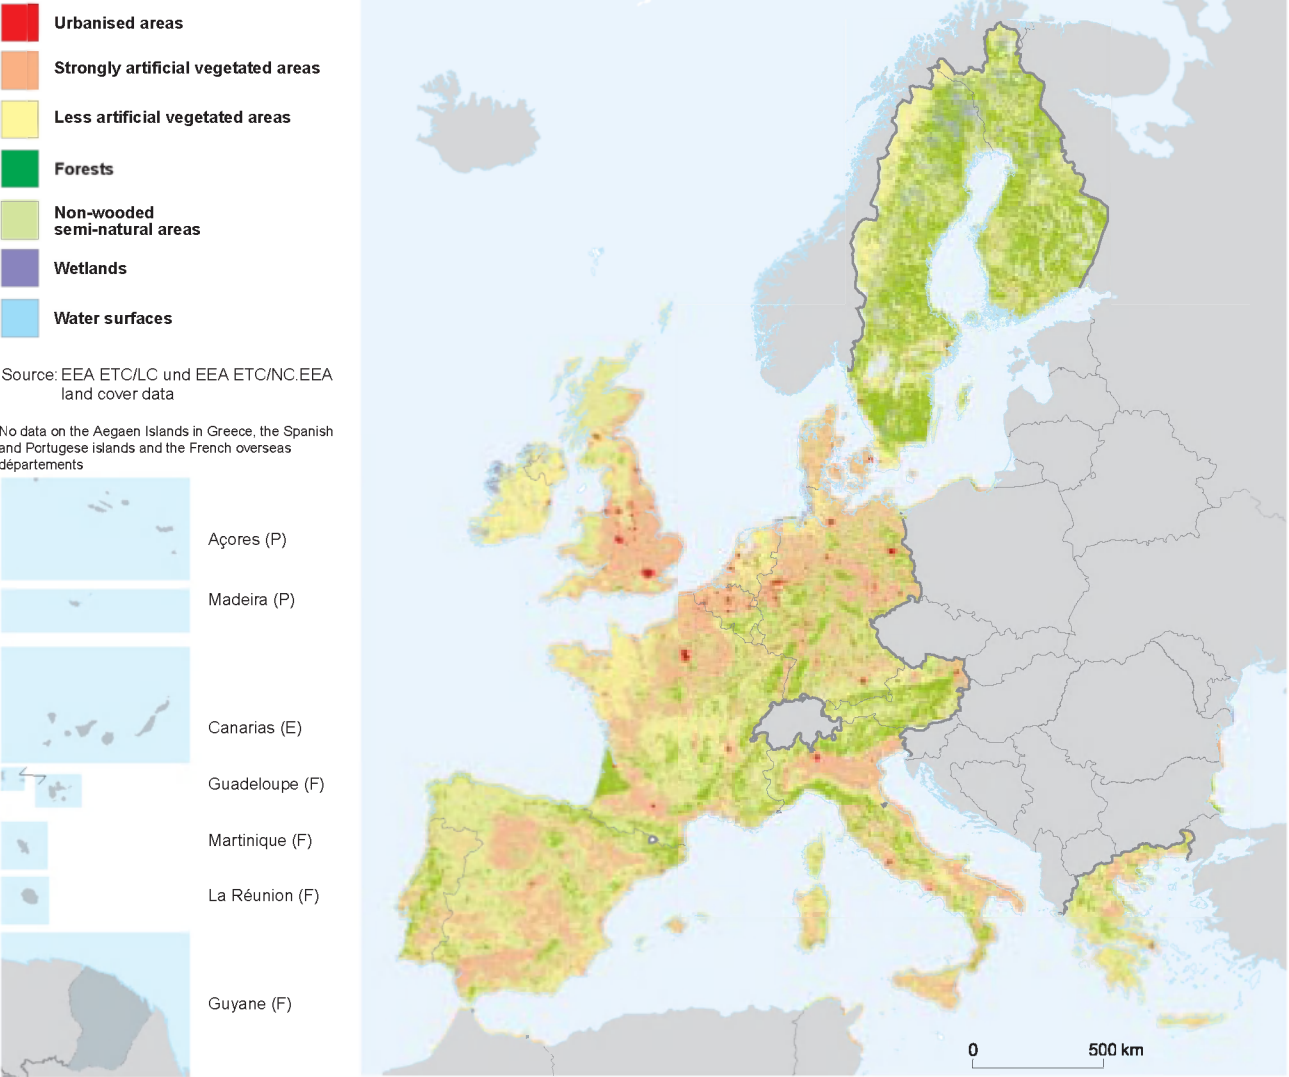 Urbanised areas
Strongly artificial vegetated areas
Less artificial vegetated areas
Forests
Non-wooded
semi-natural areas
Wetlands
Water surfaces
Source: EEA ETC/LC und EEA ETC/NC.EEA
land cover data
No data on the Aegaen Islands in Greece, the Spanish
and Portugese islands and the French overseas
départements
Açores (P)
Madeira (P)
Canarias (E)
Guadeloupe (F)
Martinique (F)
La Réunion (F)
Guyane (F)
0 500 km